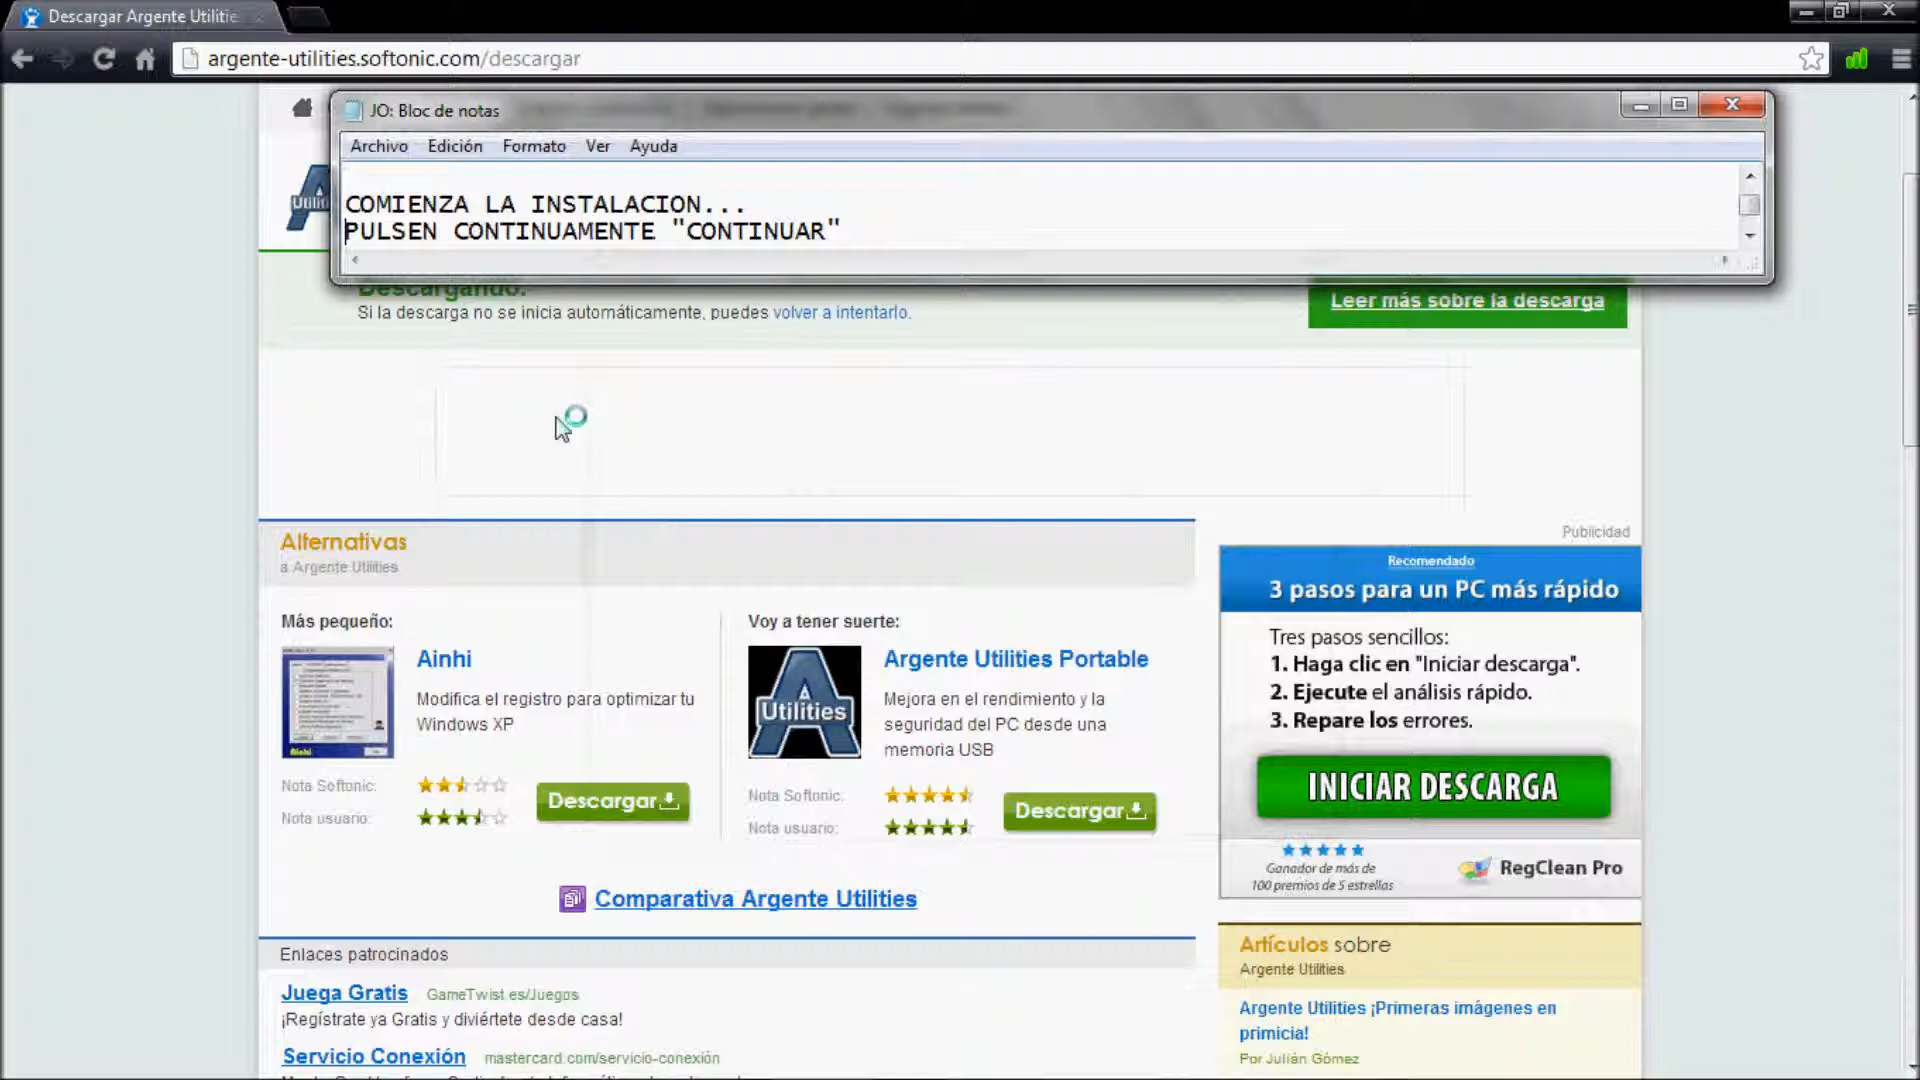 Descargar Argente Utilitie
argente-utilities.softonic.com/descargar
JO: Bloc de notas
Archivo Edición Formato Ver Ayuda
COMIENZA LA INSTALACION...
PULSEN CONTINUAMENTE "CONTINUAR"
Descargando.
Si la descarga no se inicia automáticamente, puedes volver a intentarlo.
Leer más sobre la descarga
Alternativas
a Argente Utilities
Más pequeño:
Ainhi
Modifica el registro para optimizar tu
Windows XP
Nota Softonic:
Nota usuario:
Descargar
Voy a tener suerte:
Utilities
Argente Utilities Portable
Mejora en el rendimiento y la
seguridad del PC desde una
memoria USB
Nota Softonic:
Nota usuario:
Descargar
Comparativa Argente Utilities
Enlaces patrocinados
Juega Gratis GameTwist.es/Juegos
¡Regístrate ya Gratis y diviértete desde casa!
Servicio Conexión mastercard.com/servicio-conexión
Publicidad
Recomendado
3 pasos para un PC más rápido
Tres pasos sencillos:
1. Haga clic en "Iniciar descarga".
2. Ejecute el análisis rápido.
3. Repare los errores.
INICIAR DESCARGA
Ganador de más de
100 premios de 5 estrellas
RegClean Pro
Artículos sobre
Argente Utilities
Argente Utilities ¡Primeras imágenes en
primicia!
Por Julián Gómez